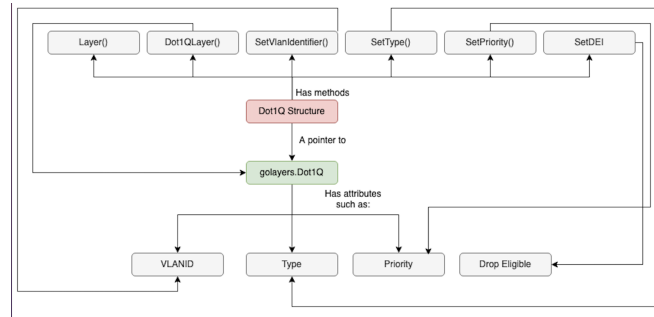 Layer()
Dot1QLayer()
SetVlanIdentifier()
SetType()
SetPriority()
SetDEI
Has methods
Dot1Q Structure
A pointer to
golayers.Dot1Q
Has attributes
such as:
VLANID
Type
Priority
Drop Eligible